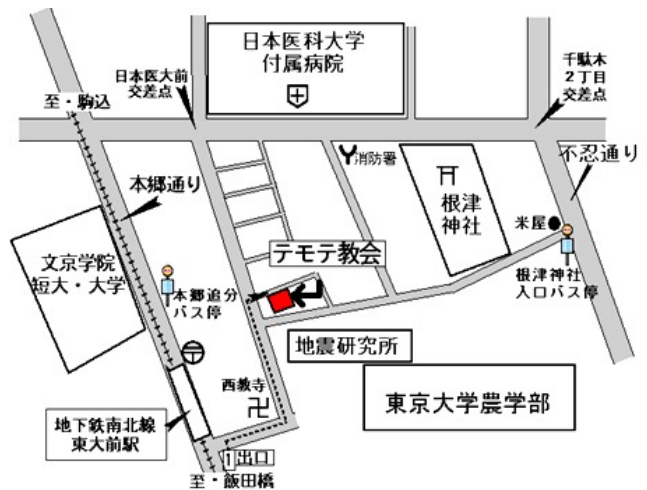 日本医科大学
付属病院
日本医大前
交差点
千駄木
2丁目
交差点
至・駒込
消防署
不忍通り
本郷通り
根津
神社
米屋
文京学院
短大・大学
テモテ教会
本郷追分
バス停
根津神社
入口バス停
地震研究所
西教寺
東京大学農学部
地下鉄南北線
東大前駅
1出口
至・飯田橋